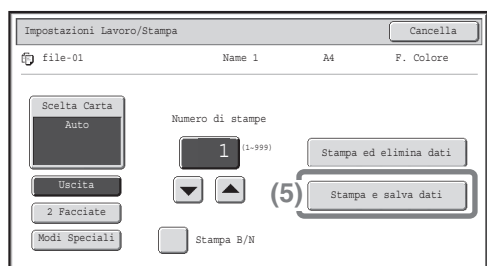 Impostazioni Lavoro/Stampa
Cancella
file-01 Name 1 A4 F. Colore
Scelta Carta
Auto
Numero di stampe
1 (1~999)
Stampa ed elimina dati
Uscita
(5) Stampa e salva dati
2 Facciate
Modi Speciali
Stampa B/N